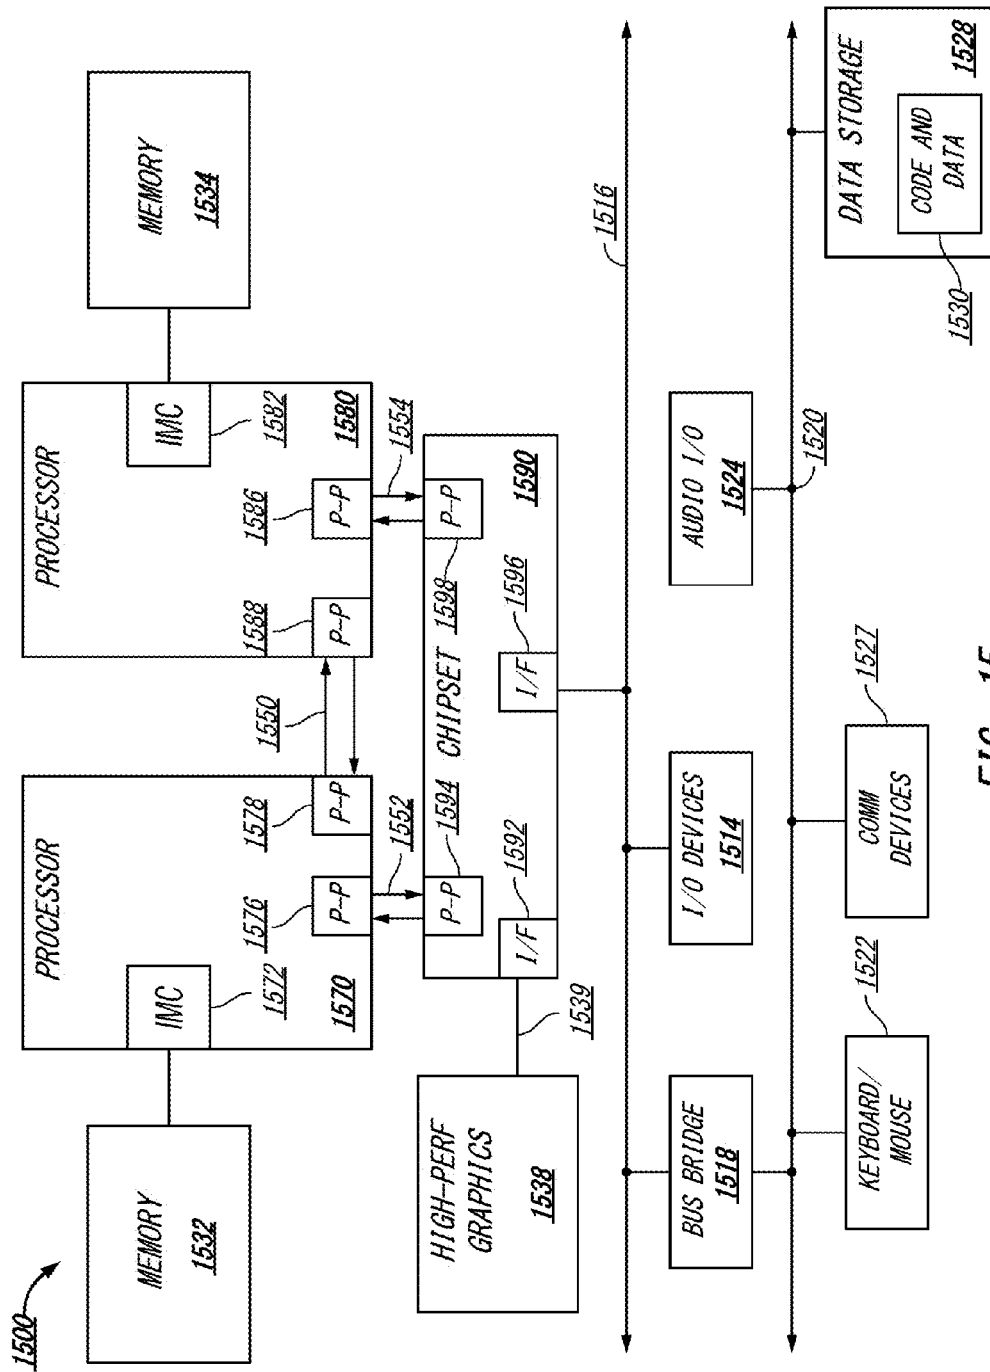 1500
MEMORY
1532
PROCESSOR
IMC
1572
1576
1578
P-P
P-P
1570
1550
PROCESSOR
1588
1586
IMC
1582
P-P
P-P
1580
MEMORY
1534
1552
1554
HIGH-PERF
GRAPHICS
1538
1539
P-P
1594
CHIPSET
1598
P-P
1590
I/F
1592
I/F
1596
1516
BUS BRIDGE
1518
I/O DEVICES
1514
AUDIO I/O
1524
1520
KEYBOARD/
MOUSE
1522
COMM
DEVICES
1527
DATA STORAGE
1528
CODE AND
DATA
1530